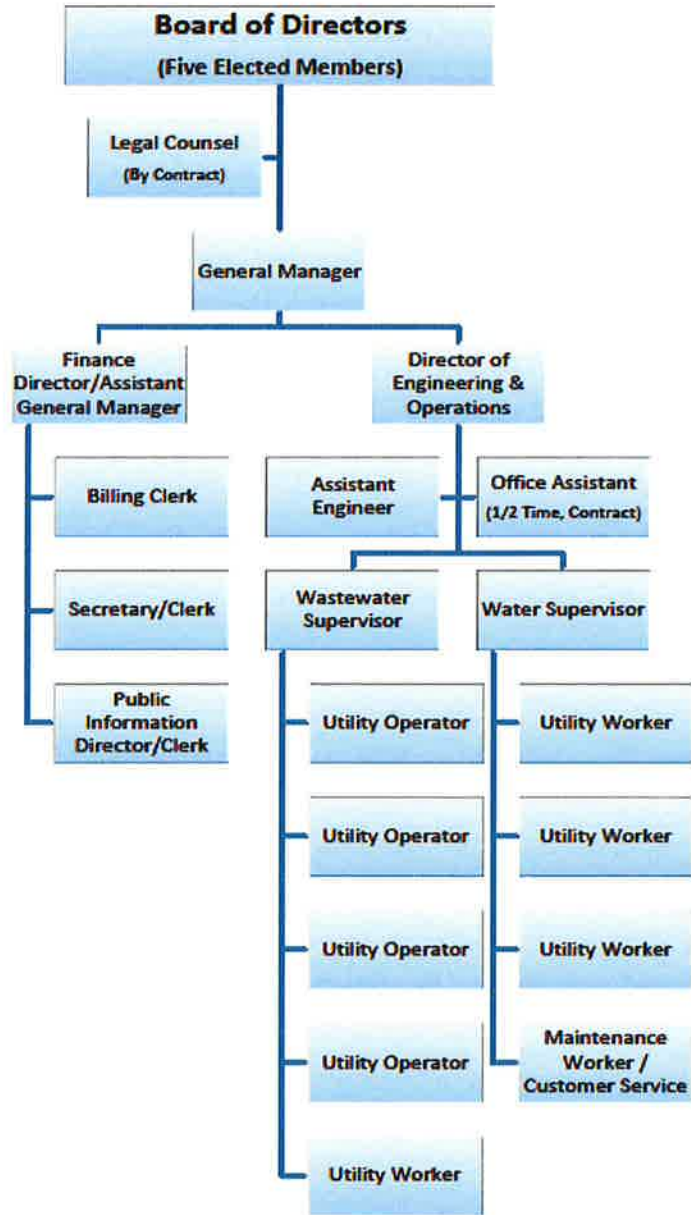 Board of Directors
(Five Elected Members)
Legal Counsel
(By Contract)
General Manager
Finance
Director/Assistant
General Manager
Director of
Engineering &
Operations
Billing Clerk
Secretary/Clerk
Public
Information
Director/Clerk
Assistant
Engineer
Office Assistant
(1/2 Time, Contract)
Wastewater
Supervisor
Water Supervisor
Utility Operator
Utility Operator
Utility Operator
Utility Operator
Utility Worker
Utility Worker
Utility Worker
Utility Worker
Maintenance
Worker /
Customer Service